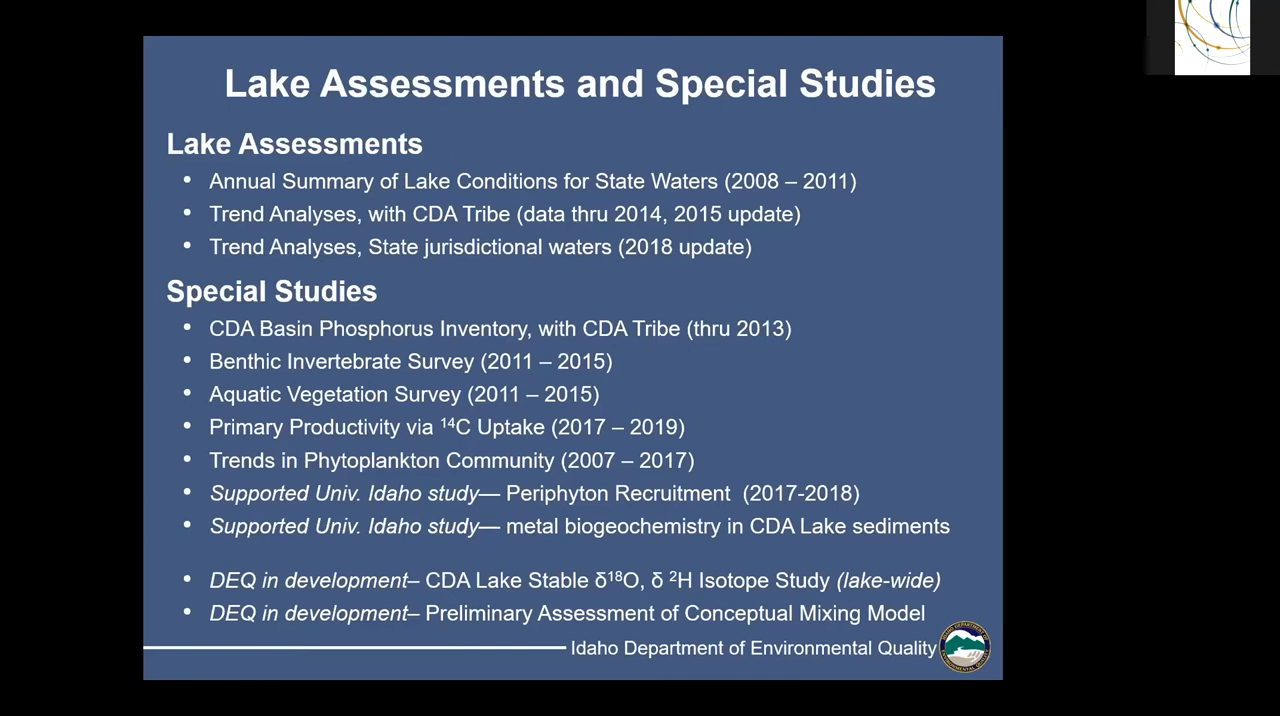 Lake Assessments and Special Studies
Lake Assessments
• Annual Summary of Lake Conditions for State Waters (2008 – 2011)
• Trend Analyses, with CDA Tribe (data thru 2014, 2015 update)
• Trend Analyses, State jurisdictional waters (2018 update)
Special Studies
• CDA Basin Phosphorus Inventory, with CDA Tribe (thru 2013)
• Benthic Invertebrate Survey (2011 – 2015)
• Aquatic Vegetation Survey (2011 – 2015)
• Primary Productivity via ¹⁴C Uptake (2017 – 2019)
• Trends in Phytoplankton Community (2007 – 2017)
• Supported Univ. Idaho study— Periphyton Recruitment (2017-2018)
• Supported Univ. Idaho study— metal biogeochemistry in CDA Lake sediments
• DEQ in development– CDA Lake Stable δ¹⁸O, δ ²H Isotope Study (lake-wide)
• DEQ in development– Preliminary Assessment of Conceptual Mixing Model
Idaho Department of Environmental Quality